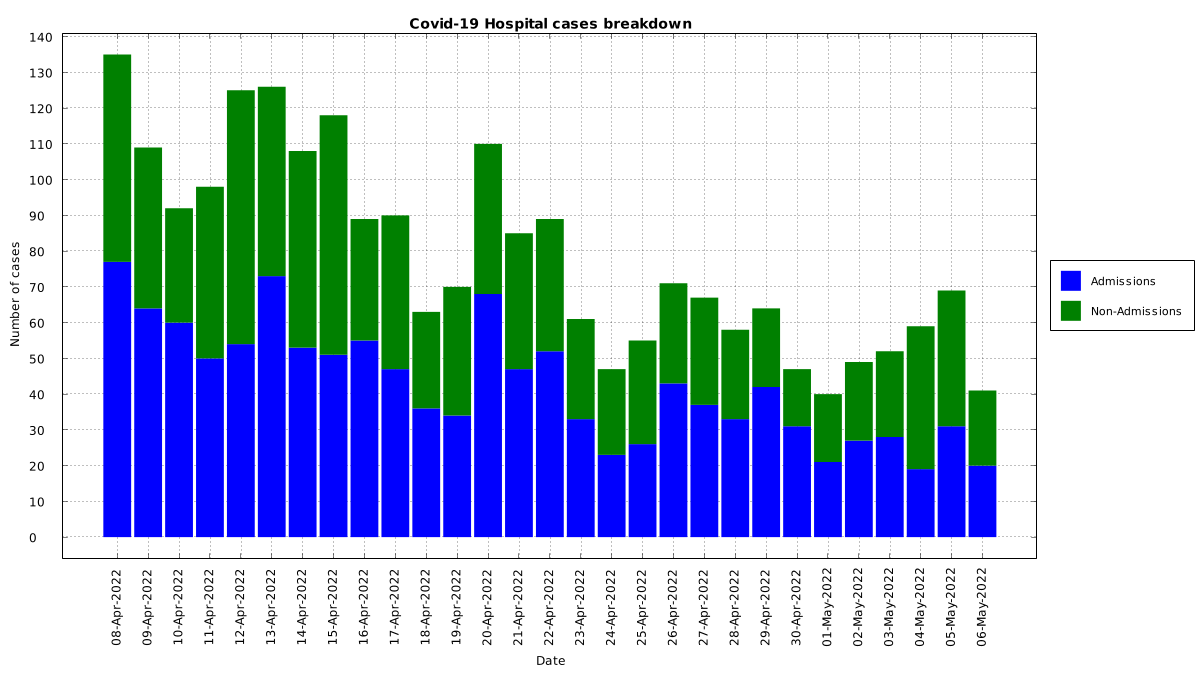 Covid-19 Hospital cases breakdown
140
130
120
110
100
90
80
70
60
50
40
30
20
10
0
Number of cases
08-Apr-2022
09-Apr-2022
10-Apr-2022
11-Apr-2022
12-Apr-2022
13-Apr-2022
14-Apr-2022
15-Apr-2022
16-Apr-2022
17-Apr-2022
18-Apr-2022
19-Apr-2022
20-Apr-2022
21-Apr-2022
22-Apr-2022
23-Apr-2022
24-Apr-2022
25-Apr-2022
26-Apr-2022
27-Apr-2022
28-Apr-2022
29-Apr-2022
30-Apr-2022
01-May-2022
02-May-2022
03-May-2022
04-May-2022
05-May-2022
06-May-2022
Date
Admissions
Non-Admissions